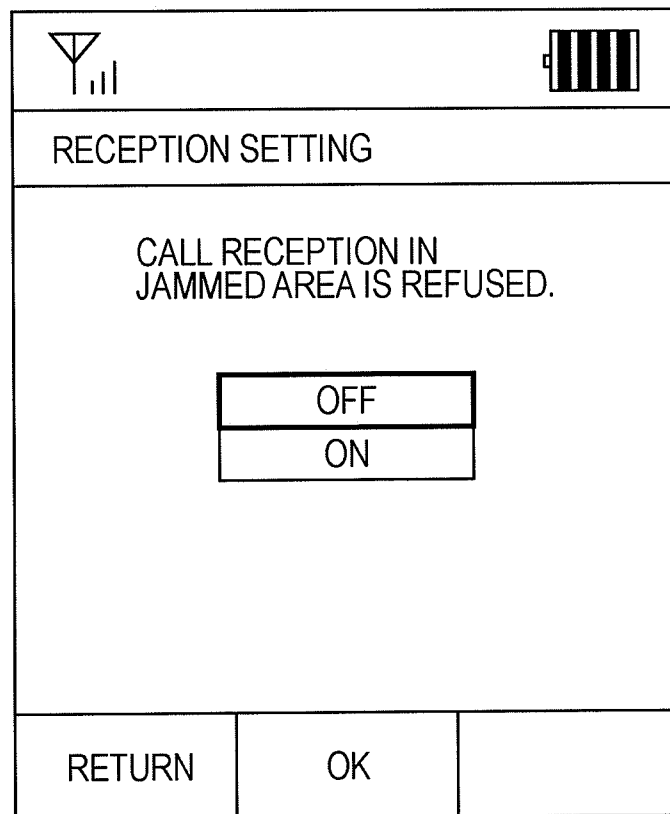 RECEPTION SETTING
CALL RECEPTION IN
JAMMED AREA IS REFUSED.
OFF
ON
RETURN
OK